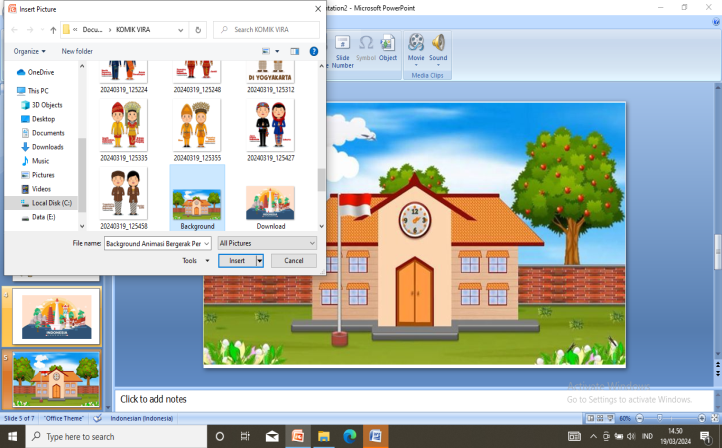 Insert Picture
ntation2 - Microsoft PowerPoint
« Docu... › KOMIK VIRA
Search KOMIK VIRA
Organize
New folder
OneDrive
This PC
3D Objects
Desktop
Documents
Downloads
Music
Pictures
Videos
Local Disk (C:)
Data (E:)
DI YOGYAKARTA
20240319_125224
20240319_125248
20240319_125312
20240319_125335
20240319_125355
20240319_125427
20240319_125458
Background
Download
File name:
Background Animasi Bergerak Per
All Pictures
Tools
Insert
Cancel
Slide Number
Symbol
Object
Movie
Sound
Media Clips
4
INDONESIA
5
Click to add notes
Activate Windows
Go to Settings to activate Windows.
Slide 5 of 7
"Office Theme"
Indonesian (Indonesia)
60%
Type here to search
IND
14.50
19/03/2024